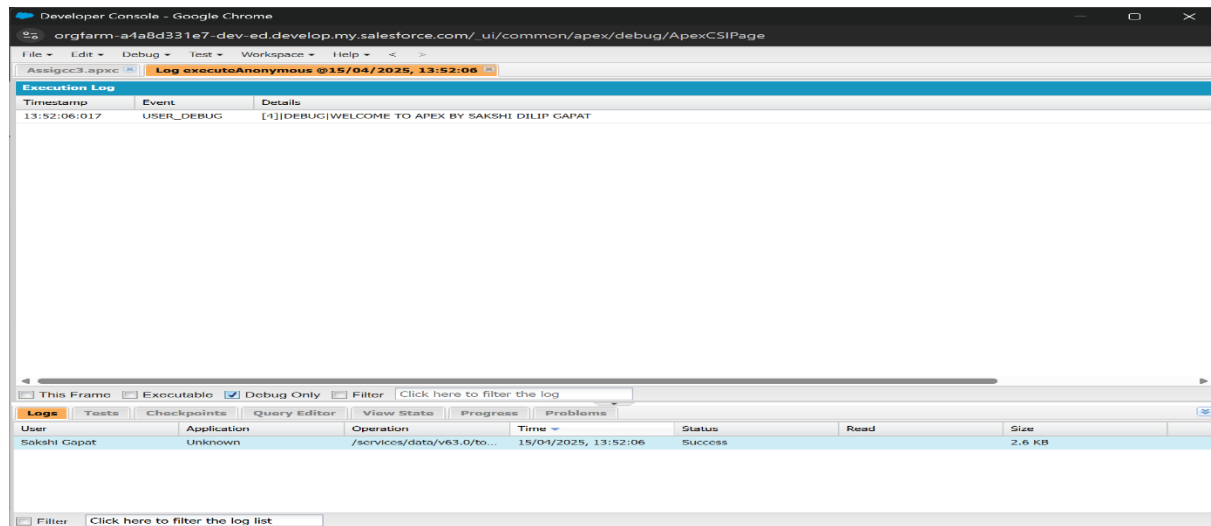 Developer Console - Google Chrome
orgfarm-a4a8d331e7-dev-ed.develop.my.salesforce.com/_ui/common/apex/debug/ApexCSIPage
File Edit Debug Test Workspace Help < >
Assigcc3.apxc Log executeAnonymous @15/04/2025, 13:52:06
Execution Log
Timestamp Event Details
13:52:06:017 USER_DEBUG [4]|DEBUG|WELCOME TO APEX BY SAKSHI DILIP GAPAT
This Frame Executable Debug Only Filter Click here to filter the log
Logs Tests Checkpoints Query Editor View State Progress Problems
User Application Operation Time Status Read Size
Sakshi Gapat Unknown /services/data/v63.0/to... 15/04/2025, 13:52:06 Success 2.6 KB
Filter Click here to filter the log list